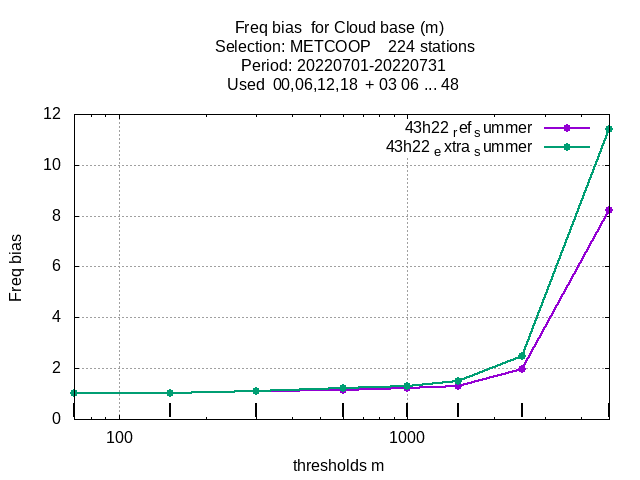 Freq bias  for Cloud base (m)
Selection: METCOOP    224 stations
Period: 20220701-20220731
Used  00,06,12,18  + 03 06 ... 48
12
43h22 ref summer
43h22 extra summer
10
8
6
4
2
0
Freq bias
100
1000
thresholds m